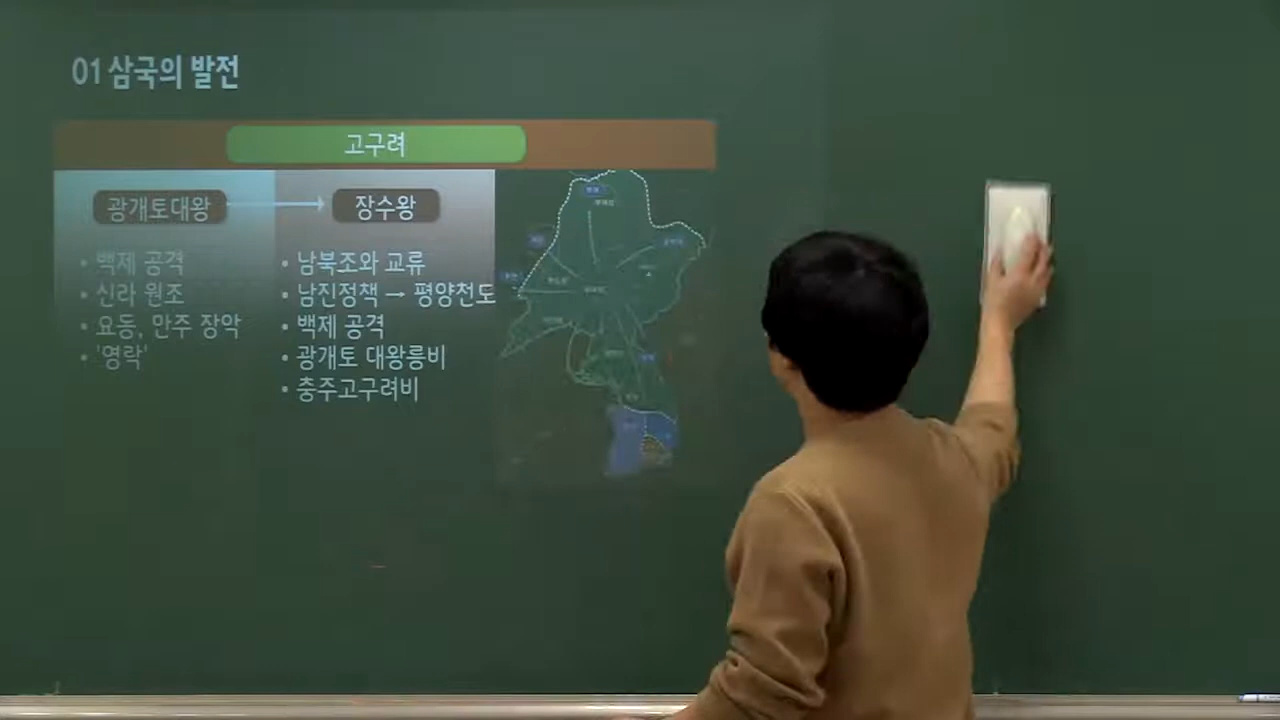 01 삼국의 발전
고구려
광개토대왕
장수왕
• 백제 공격
• 신라 원조
• 요동, 만주 장악
• '영락'
• 남북조와 교류
• 남진정책 → 평양천도
• 백제 공격
• 광개토 대왕릉비
• 충주고구려비